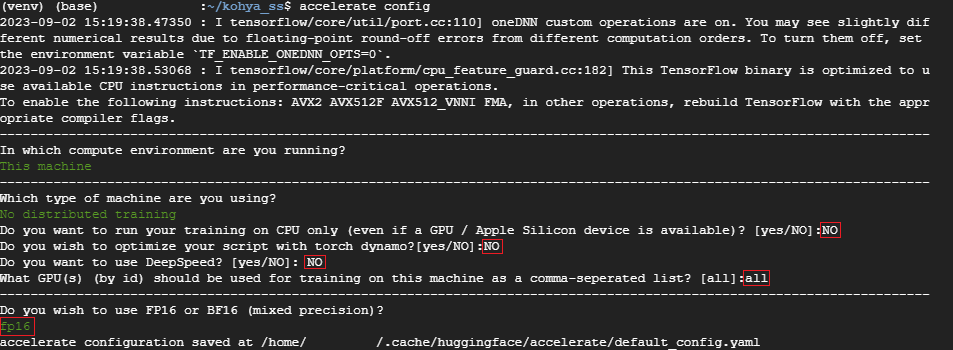 (venv) (base) :~/kohya_ss$ accelerate config
2023-09-02 15:19:38.47350 : I tensorflow/core/util/port.cc:110] oneDNN custom operations are on. You may see slightly dif
ferent numerical results due to floating-point round-off errors from different computation orders. To turn them off, set
the environment variable `TF_ENABLE_ONEDNN_OPTS=0`.
2023-09-02 15:19:38.53068 : I tensorflow/core/platform/cpu_feature_guard.cc:182] This TensorFlow binary is optimized to u
se available CPU instructions in performance-critical operations.
To enable the following instructions: AVX2 AVX512F AVX512_VNNI FMA, in other operations, rebuild TensorFlow with the appr
opriate compiler flags.
In which compute environment are you running?
This machine
Which type of machine are you using?
No distributed training
Do you want to run your training on CPU only (even if a GPU / Apple Silicon device is available)? [yes/NO]:NO
Do you wish to optimize your script with torch dynamo?[yes/NO]:NO
Do you want to use DeepSpeed? [yes/NO]: NO
What GPU(s) (by id) should be used for training on this machine as a comma-seperated list? [all]:all
Do you wish to use FP16 or BF16 (mixed precision)?
fp16
accelerate configuration saved at /home/ /.cache/huggingface/accelerate/default_config.yaml